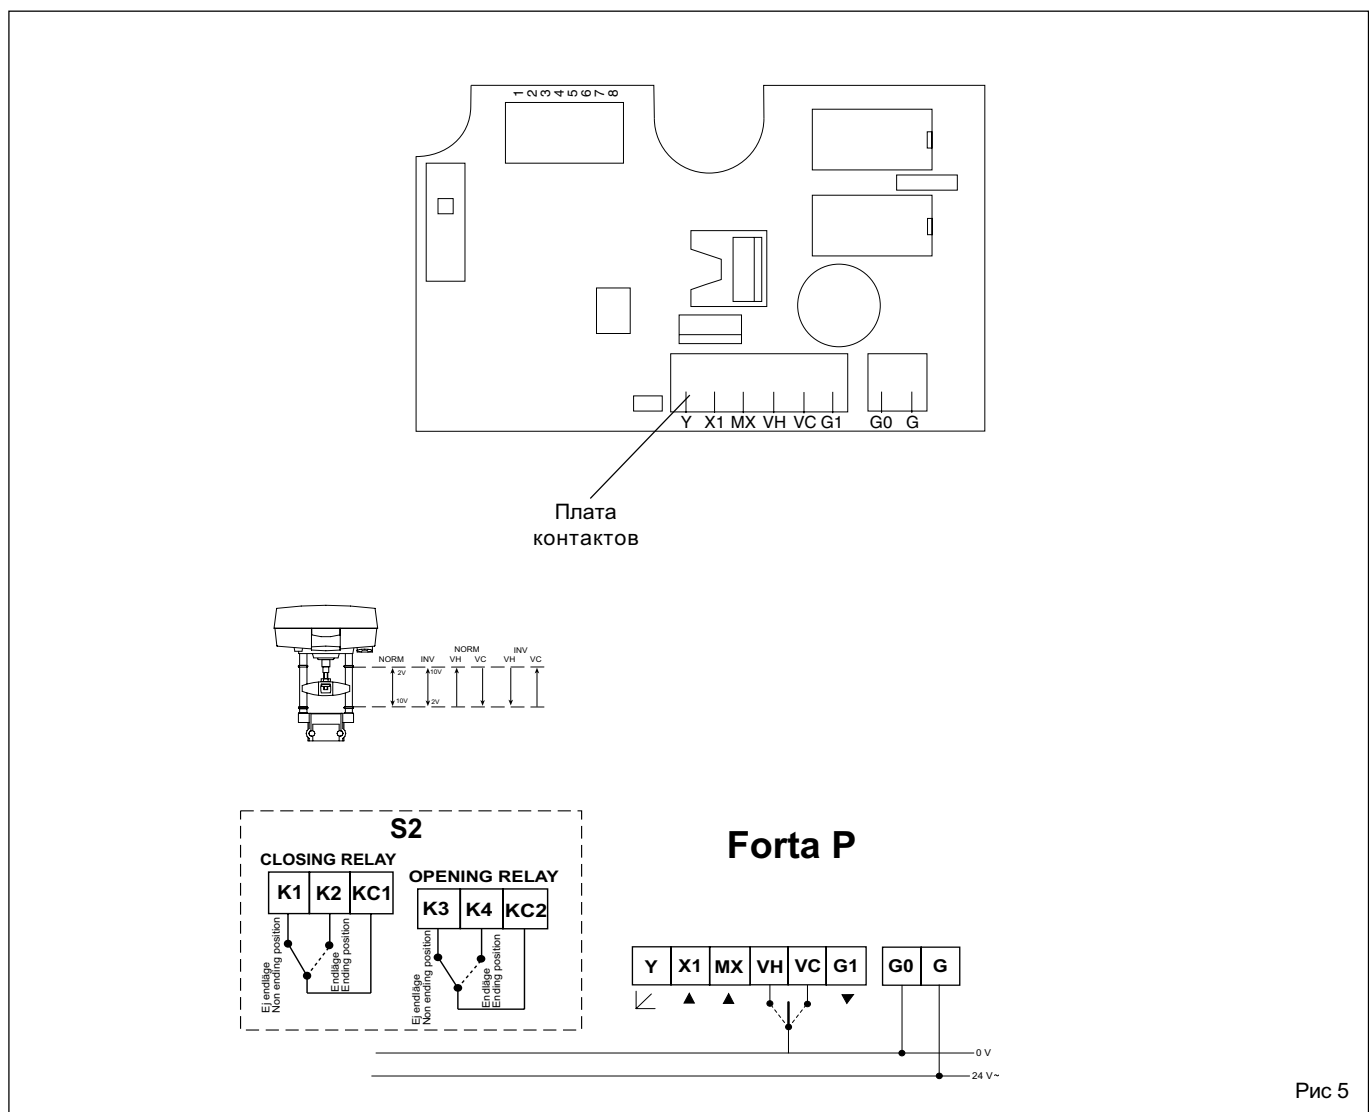 1 2 3 4 5 6 7 8
Y X1 MX VH VC G1 G0 G
Плата
контактов
NORM INV
NORM INV VH VC VH VC
2V 10V
10V 2V
S2
CLOSING RELAY
K1 K2 KC1
Ej endläge
Non ending position
Endläge
Ending position
OPENING RELAY
K3 K4 KC2
Ej endläge
Non ending position
Endläge
Ending position
Forta P
Y X1 MX VH VC G1 G0 G
0 V
24 V~
Рис 5